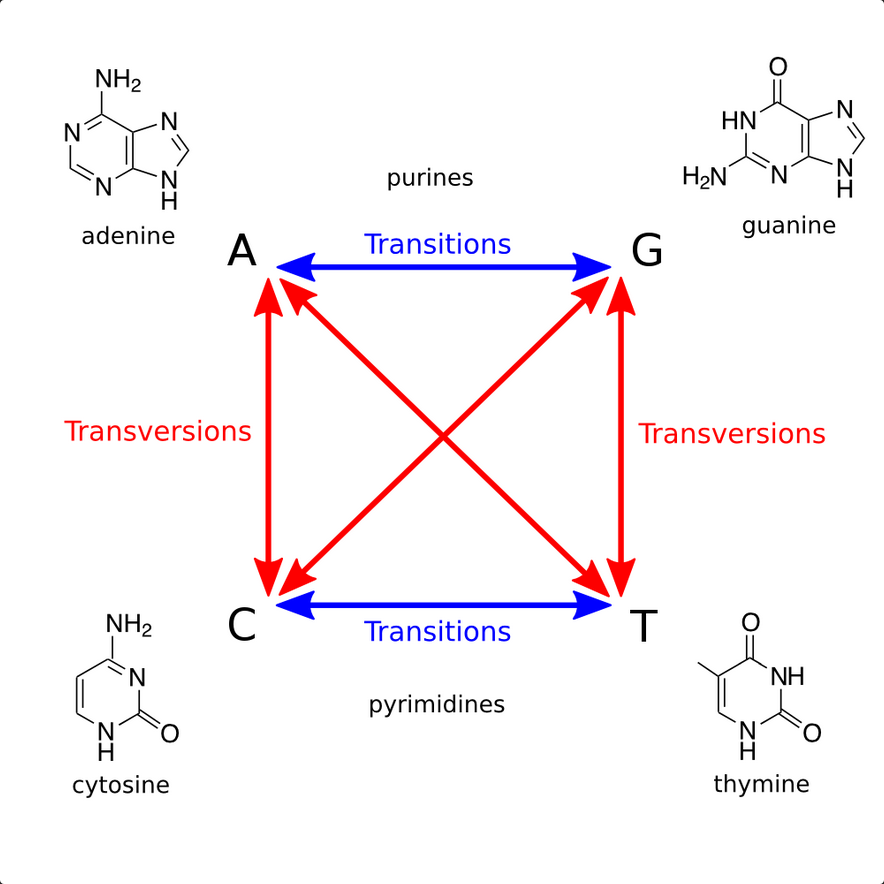 NH2
N
N
N
N
H
adenine
O
HN
N
H2N
N
N
H
guanine
purines
A
Transitions
G
Transversions
Transversions
C
Transitions
T
pyrimidines
NH2
N
N
H
O
cytosine
O
NH
N
H
O
thymine